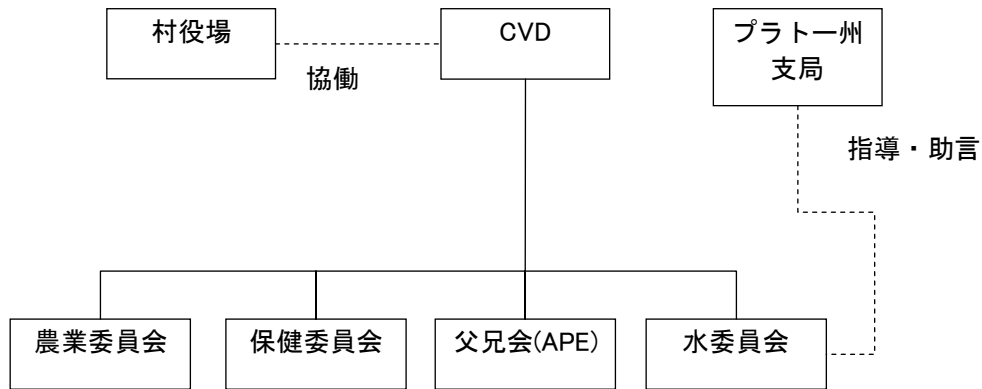 村役場
CVD
プラトー州
支局
協働
指導・助言
農業委員会
保健委員会
父兄会(APE)
水委員会